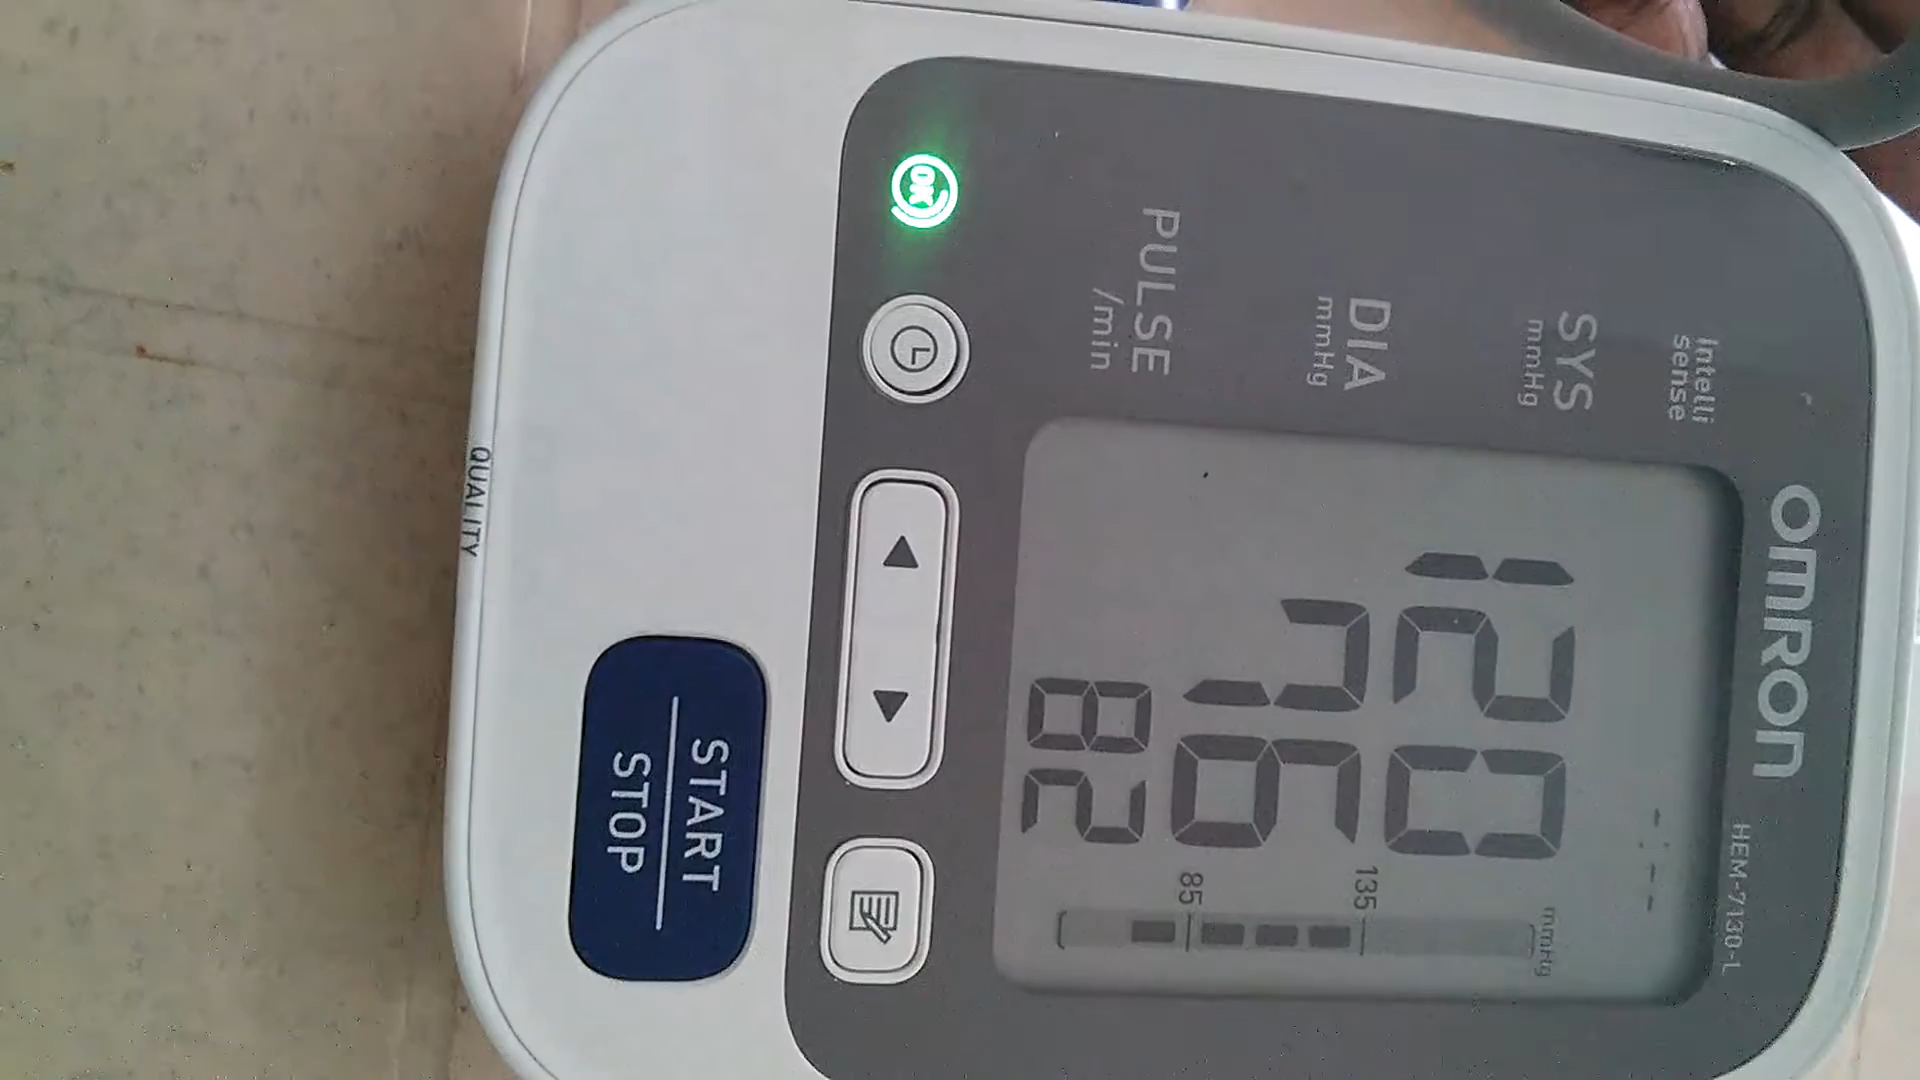 OMRON
HEM-7130-L
intelli
sense
-:--
SYS
mmHg
120
mmHg
135
DIA
mmHg
76
85
PULSE
/min
82
OK
START
STOP
QUALITY